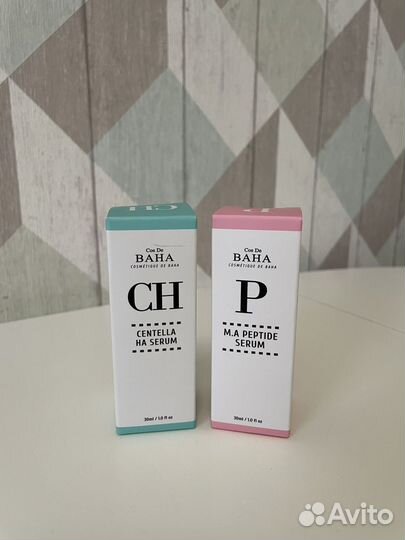 CH
Cos De
BAHA
COSMÉTIQUE DE BAHA
CH
CENTELLA
HA SERUM
30ml / 1.0 fl oz
P
Cos De
BAHA
COSMÉTIQUE DE BAHA
P
M.A PEPTIDE
SERUM
30ml / 1.0 fl oz
Avito